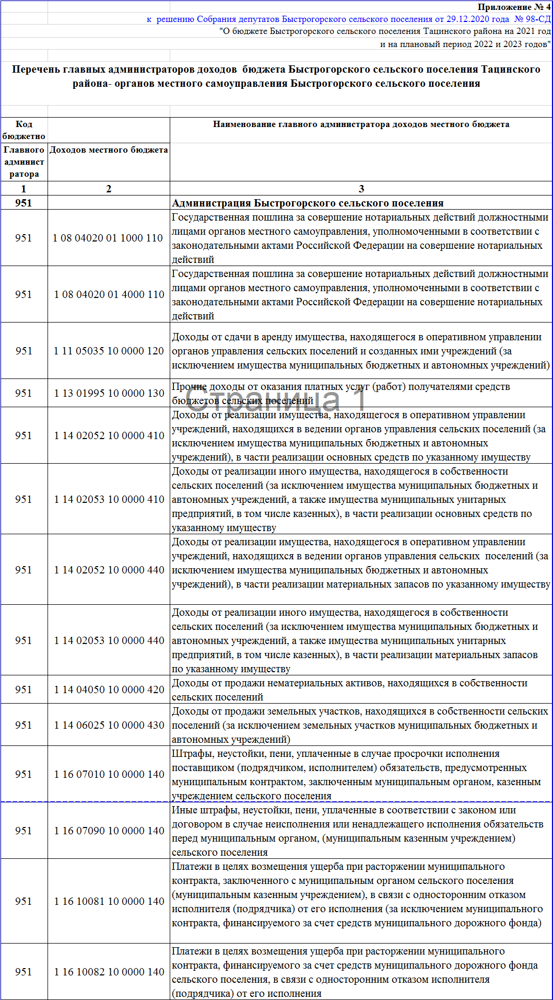 Приложение № 4
к  решению Собрания депутатов Быстрогорского сельского поселения от 29.12.2020 года  № 98-СД
"О бюджете Быстрогорского сельского поселения Тацинского района на 2021 год
и на плановый период 2022 и 2023 годов"
Перечень главных администраторов доходов  бюджета Быстрогорского сельского поселения Тацинского
района- органов местного самоуправления Быстрогорского сельского поселения
Код
бюджетно
Наименование главного администратора доходов местного бюджета
Главного
админист
ратора
Доходов местного бюджета
1
2
3
951
Администрация Быстрогорского сельского поселения
951
1 08 04020 01 1000 110
Государственная пошлина за совершение нотариальных действий должностными
лицами органов местного самоуправления, уполномоченными в соответствии с
законодательными актами Российской Федерации на совершение нотариальных
действий
951
1 08 04020 01 4000 110
Государственная пошлина за совершение нотариальных действий должностными
лицами органов местного самоуправления, уполномоченными в соответствии с
законодательными актами Российской Федерации на совершение нотариальных
действий
951
1 11 05035 10 0000 120
Доходы от сдачи в аренду имущества, находящегося в оперативном управлении
органов управления сельских поселений и созданных ими учреждений (за
исключением имущества муниципальных бюджетных и автономных учреждений)
951
1 13 01995 10 0000 130
Прочие доходы от оказания платных услуг (работ) получателями средств
бюджетов сельских поселений
Страница 1
951
1 14 02052 10 0000 410
Доходы от реализации имущества, находящегося в оперативном управлении
учреждений, находящихся в ведении органов управления сельских поселений (за
исключением имущества муниципальных бюджетных и автономных
учреждений), в части реализации основных средств по указанному имуществу
951
1 14 02053 10 0000 410
Доходы от реализации иного имущества, находящегося в собственности
сельских поселений (за исключением имущества муниципальных бюджетных и
автономных учреждений, а также имущества муниципальных унитарных
предприятий, в том числе казенных), в части реализации основных средств по
указанному имуществу
951
1 14 02052 10 0000 440
Доходы от реализации имущества, находящегося в оперативном управлении
учреждений, находящихся в ведении органов управления сельских  поселений (за
исключением имущества муниципальных бюджетных и автономных
учреждений), в части реализации материальных запасов по указанному имуществу
951
1 14 02053 10 0000 440
Доходы от реализации иного имущества, находящегося в собственности
сельских поселений (за исключением имущества муниципальных бюджетных и
автономных учреждений, а также имущества муниципальных унитарных
предприятий, в том числе казенных), в части реализации материальных запасов
по указанному имуществу
951
1 14 04050 10 0000 420
Доходы от продажи нематериальных активов, находящихся в собственности
сельских поселений
951
1 14 06025 10 0000 430
Доходы от продажи земельных участков, находящихся в собственности сельских
поселений (за исключением земельных участков муниципальных бюджетных и
автономных учреждений)
951
1 16 07010 10 0000 140
Штрафы, неустойки, пени, уплаченные в случае просрочки исполнения
поставщиком (подрядчиком, исполнителем) обязательств, предусмотренных
муниципальным контрактом, заключенным муниципальным органом, казенным
учреждением сельского поселения
951
1 16 07090 10 0000 140
Иные штрафы, неустойки, пени, уплаченные в соответствии с законом или
договором в случае неисполнения или ненадлежащего исполнения обязательств
перед муниципальным органом, (муниципальным казенным учреждением)
сельского поселения
951
1 16 10081 10 0000 140
Платежи в целях возмещения ущерба при расторжении муниципального
контракта, заключенного с муниципальным органом сельского поселения
(муниципальным казенным учреждением), в связи с односторонним отказом
исполнителя (подрядчика) от его исполнения (за исключением муниципального
контракта, финансируемого за счет средств муниципального дорожного фонда)
951
1 16 10082 10 0000 140
Платежи в целях возмещения ущерба при расторжении муниципального
контракта, финансируемого за счет средств муниципального дорожного фонда
сельского поселения, в связи с односторонним отказом исполнителя
(подрядчика) от его исполнения